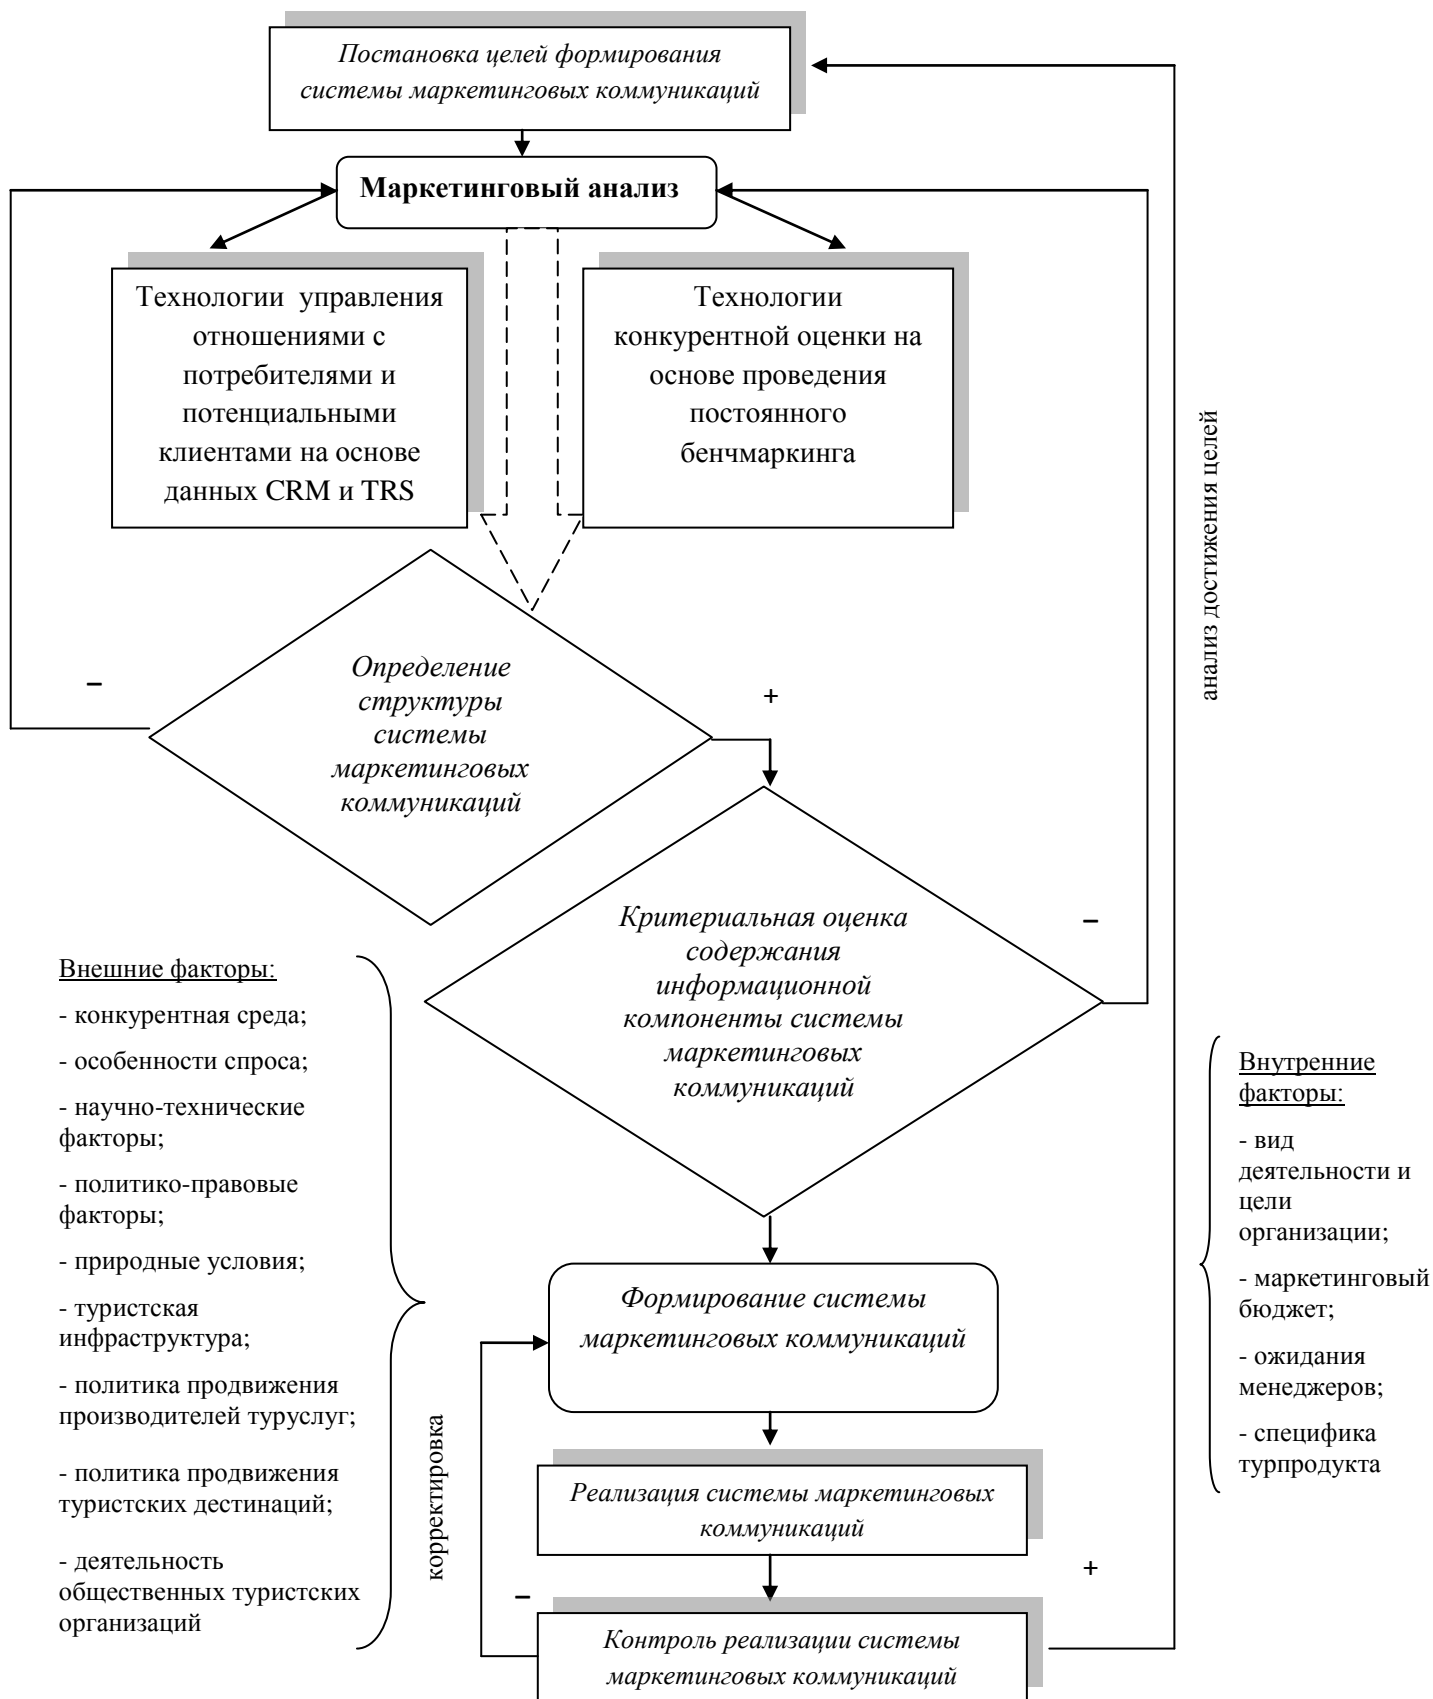 Постановка целей формирования
системы маркетинговых коммуникаций
Маркетинговый анализ
Технологии управления
отношениями с
потребителями и
потенциальными
клиентами на основе
данных CRM и TRS
Технологии
конкурентной оценки на
основе проведения
постоянного
бенчмаркинга
анализ достижения целей
Определение
структуры
системы
маркетинговых
коммуникаций
–
+
Критериальная оценка
содержания
информационной
компоненты системы
маркетинговых
коммуникаций
–
Внешние факторы:
- конкурентная среда;
- особенности спроса;
- научно-технические
факторы;
- политико-правовые
факторы;
- природные условия;
- туристская
инфраструктура;
- политика продвижения
производителей туруслуг;
- политика продвижения
туристских дестинаций;
- деятельность
общественных туристских
организаций
Внутренние
факторы:
- вид
деятельности и
цели
организации;
- маркетинговый
бюджет;
- ожидания
менеджеров;
- специфика
турпродукта
Формирование системы
маркетинговых коммуникаций
корректировка
Реализация системы маркетинговых
коммуникаций
–
+
Контроль реализации системы
маркетинговых коммуникаций